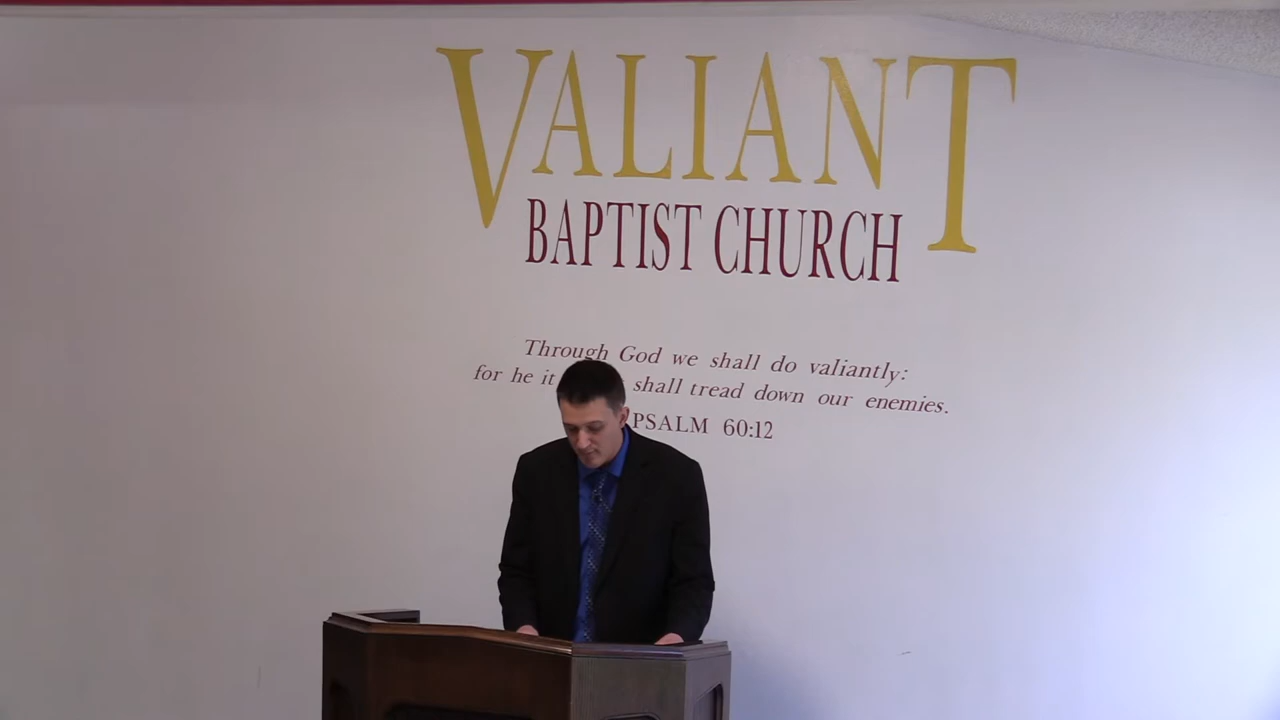 VALIANT
BAPTIST CHURCH
Through God we shall do valiantly:
for he it shall tread down our enemies.
PSALM 60:12